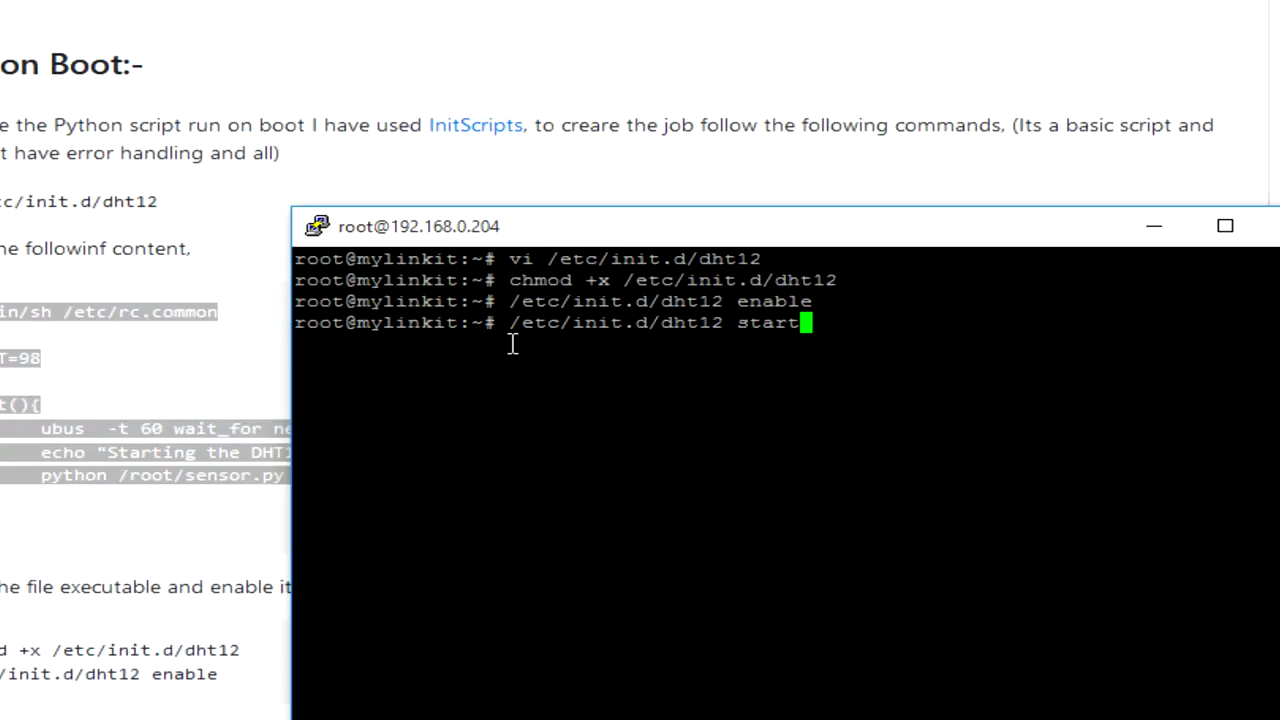 on Boot:-
e the Python script run on boot I have used InitScripts, to creare the job follow the following commands, (Its a basic script and
t have error handling and all)
tc/init.d/dht12
he followinf content,
in/sh /etc/rc.common
T=98
t(){
ubus -t 60 wait_for ne
echo "Starting the DHT1
python /root/sensor.py
he file executable and enable it
d +x /etc/init.d/dht12
/init.d/dht12 enable
root@192.168.0.204
root@mylinkit:~# vi /etc/init.d/dht12
root@mylinkit:~# chmod +x /etc/init.d/dht12
root@mylinkit:~# /etc/init.d/dht12 enable
root@mylinkit:~# /etc/init.d/dht12 start